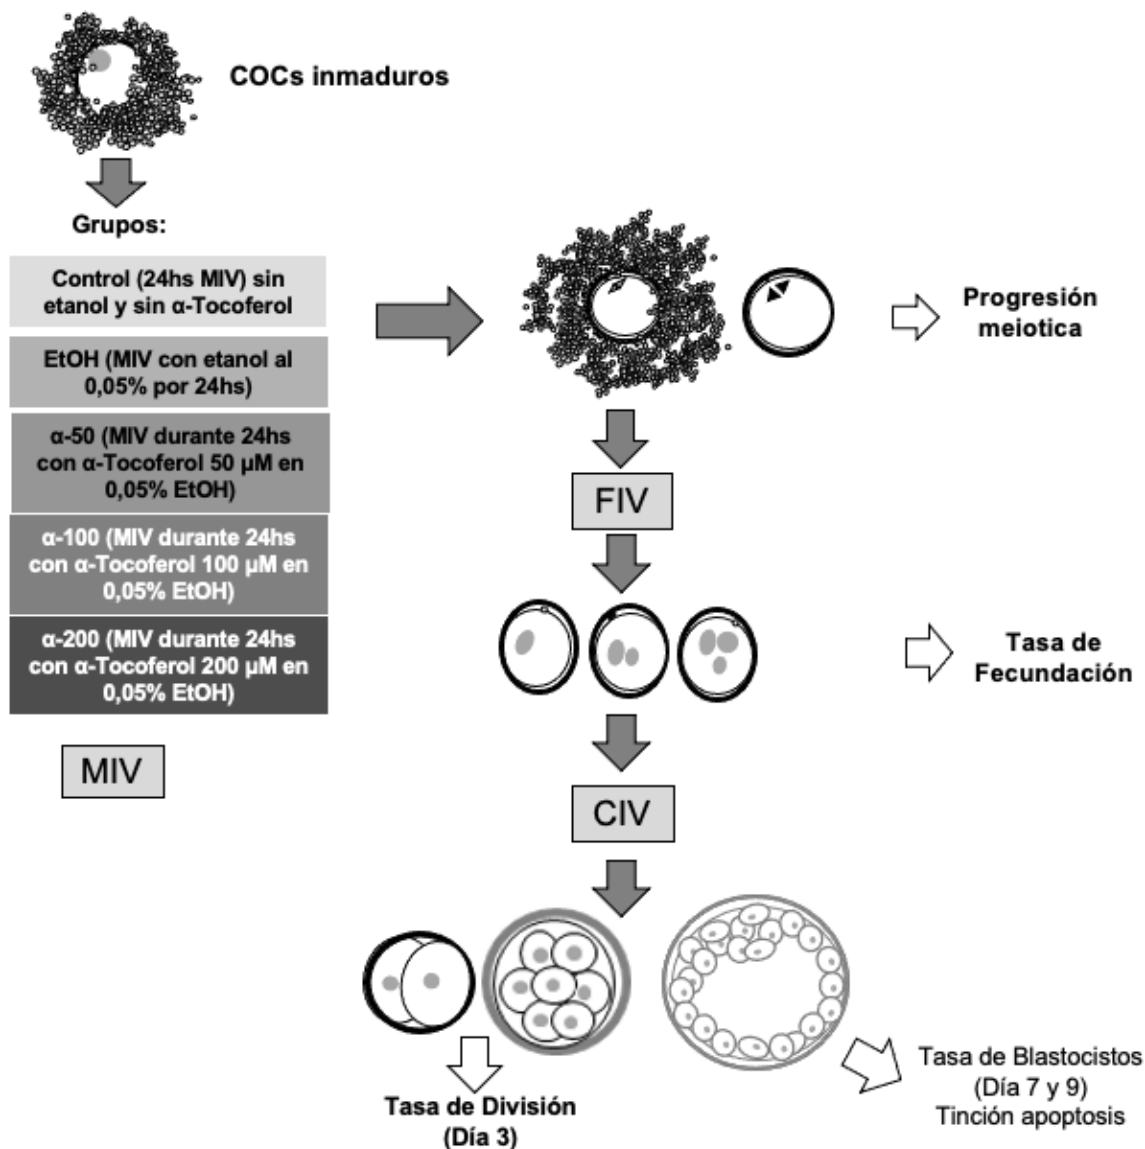 COCs inmaduros
Grupos:
Control (24hs MIV) sin
etanol y sin α-Tocoferol
EtOH (MIV con etanol al
0,05% por 24hs)
α-50 (MIV durante 24hs
con α-Tocoferol 50 µM en
0,05% EtOH)
α-100 (MIV durante 24hs
con α-Tocoferol 100 µM en
0,05% EtOH)
α-200 (MIV durante 24hs
con α-Tocoferol 200 µM en
0,05% EtOH)
MIV
Progresión
meiotica
FIV
Tasa de
Fecundación
CIV
Tasa de División
(Día 3)
Tasa de Blastocistos
(Día 7 y 9)
Tinción apoptosis